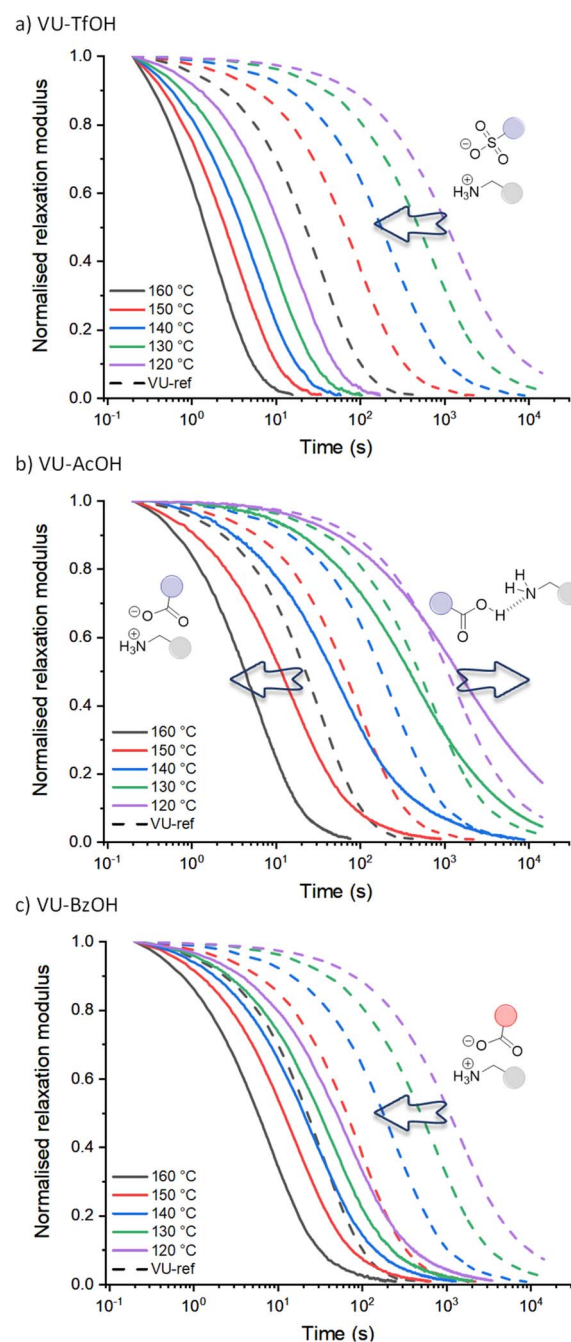 a) VU-TfOH
Normalised relaxation modulus
1.0
0.8
0.6
0.4
0.2
0.0
160 °C
150 °C
140 °C
130 °C
120 °C
VU-ref
O
S
O
⊖O
H₃N⊕
10⁻¹ 10⁰ 10¹ 10² 10³ 10⁴
Time (s)
b) VU-AcOH
Normalised relaxation modulus
1.0
0.8
0.6
0.4
0.2
0.0
⊖O O
H₃N⊕
H
H N
O H
O
160 °C
150 °C
140 °C
130 °C
120 °C
VU-ref
10⁻¹ 10⁰ 10¹ 10² 10³ 10⁴
Time (s)
c) VU-BzOH
Normalised relaxation modulus
1.0
0.8
0.6
0.4
0.2
0.0
⊖O O
H₃N⊕
160 °C
150 °C
140 °C
130 °C
120 °C
VU-ref
10⁻¹ 10⁰ 10¹ 10² 10³ 10⁴
Time (s)